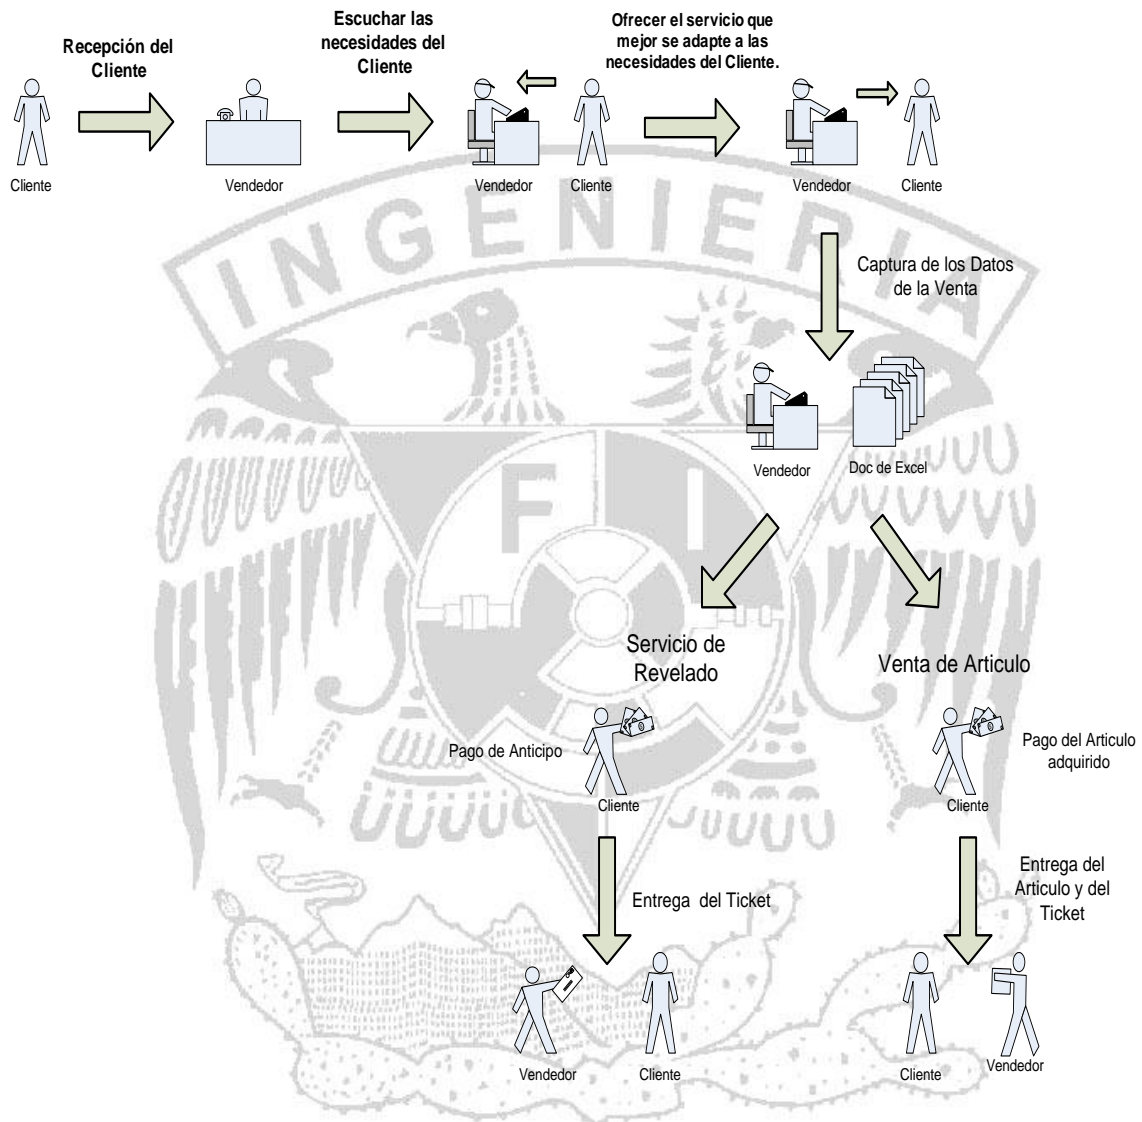 Recepción del
Cliente
Escuchar las
necesidades del
Cliente
Ofrecer el servicio que
mejor se adapte a las
necesidades del Cliente.
Cliente
Vendedor
Vendedor
Cliente
Vendedor
Cliente
INGENIERIA
Captura de los Datos
de la Venta
Vendedor
Doc de Excel
F I
Servicio de
Revelado
Venta de Articulo
Pago de Anticipo
Cliente
Cliente
Pago del Articulo
adquirido
Entrega del Ticket
Entrega del
Articulo y del
Ticket
Vendedor
Cliente
Cliente
Vendedor